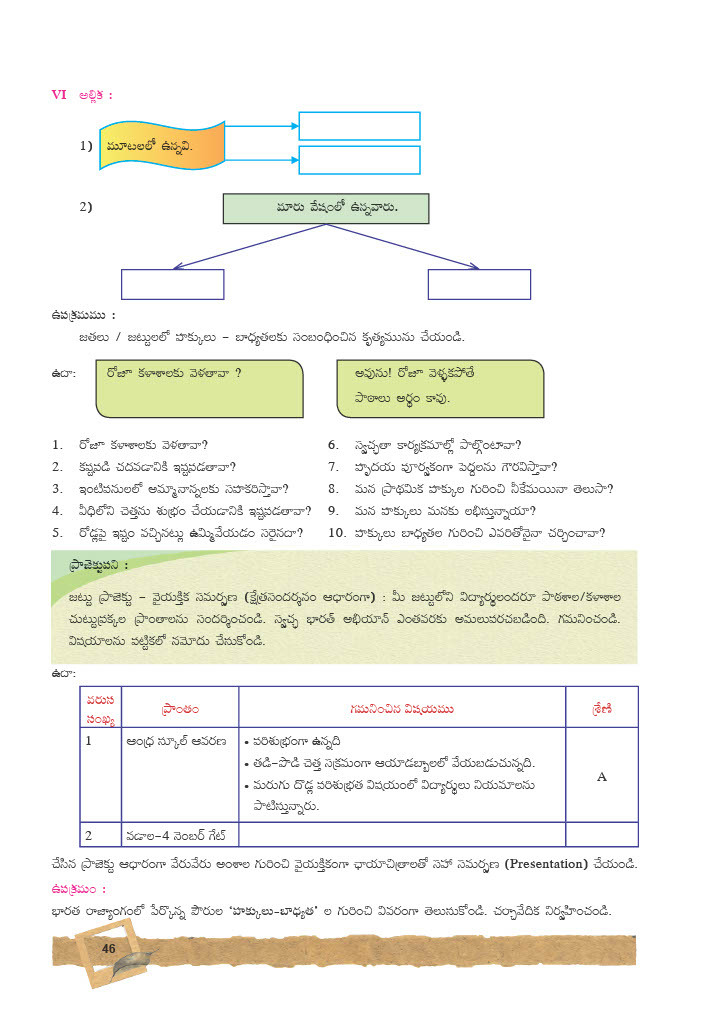 VI అల్లిక :
1) మూటలలో ఉన్నవి.
2) మారు వేషంలో ఉన్నవారు.
ఉపక్రమము :
జతలు / జట్టులలో హక్కులు – బాధ్యతలకు సంబంధించిన కృత్యమును చేయండి.
ఉదా: రోజూ కళాశాలకు వెళతావా ?
అవును! రోజూ వెళ్ళకపోతే
పాఠాలు అర్థం కావు.
1. రోజూ కళాశాలకు వెళతావా?
2. కష్టపడి చదవడానికి ఇష్టపడతావా?
3. ఇంటిపనులలో అమ్మానాన్నలకు సహకరిస్తావా?
4. వీధిలోని చెత్తను శుభ్రం చేయడానికి ఇష్టపడతావా?
5. రోడ్లపై ఇష్టం వచ్చినట్లు ఉమ్మివేయడం సరైనదా?
6. స్వచ్ఛతా కార్యక్రమాల్లో పాల్గొంటావా?
7. హృదయ పూర్వకంగా పెద్దలను గౌరవిస్తావా?
8. మన ప్రాథమిక హక్కుల గురించి నీకేమయినా తెలుసా?
9. మన హక్కులు మనకు లభిస్తున్నాయా?
10. హక్కులు బాధ్యతల గురించి ఎవరితోనైనా చర్చించావా?
ప్రాజెక్టుపని :
జట్టు ప్రాజెక్టు – వైయక్తిక సమర్పణ (క్షేత్రసందర్శనం ఆధారంగా) : మీ జట్టులోని విద్యార్థులందరూ పాఠశాల/కళాశాల
చుట్టుప్రక్కల ప్రాంతాలను సందర్శించండి. స్వచ్ఛ భారత్ అభియాన్ ఎంతవరకు అమలుపరచబడింది. గమనించండి.
విషయాలను పట్టికలో నమోదు చేసుకోండి.
ఉదా:
వరుస
సంఖ్య
ప్రాంతం
గమనించిన విషయము
శ్రేణి
1 ఆంధ్ర స్కూల్ ఆవరణ • పరిశుభ్రంగా ఉన్నది
• తడి–పొడి చెత్త సక్రమంగా ఆయాడబ్బాలలో వేయబడుచున్నది.
• మరుగు దొడ్ల పరిశుభ్రత విషయంలో విద్యార్థులు నియమాలను
పాటిస్తున్నారు.
A
2 వడాల–4 నెంబర్ గేట్
చేసిన ప్రాజెక్టు ఆధారంగా వేరువేరు అంశాల గురించి వైయక్తికంగా ఛాయాచిత్రాలతో సహా సమర్పణ (Presentation) చేయండి.
ఉపక్రమం :
భారత రాజ్యాంగంలో పేర్కొన్న పౌరుల ‘హక్కులు-బాధ్యత’ ల గురించి వివరంగా తెలుసుకోండి. చర్చావేదిక నిర్వహించండి.
46